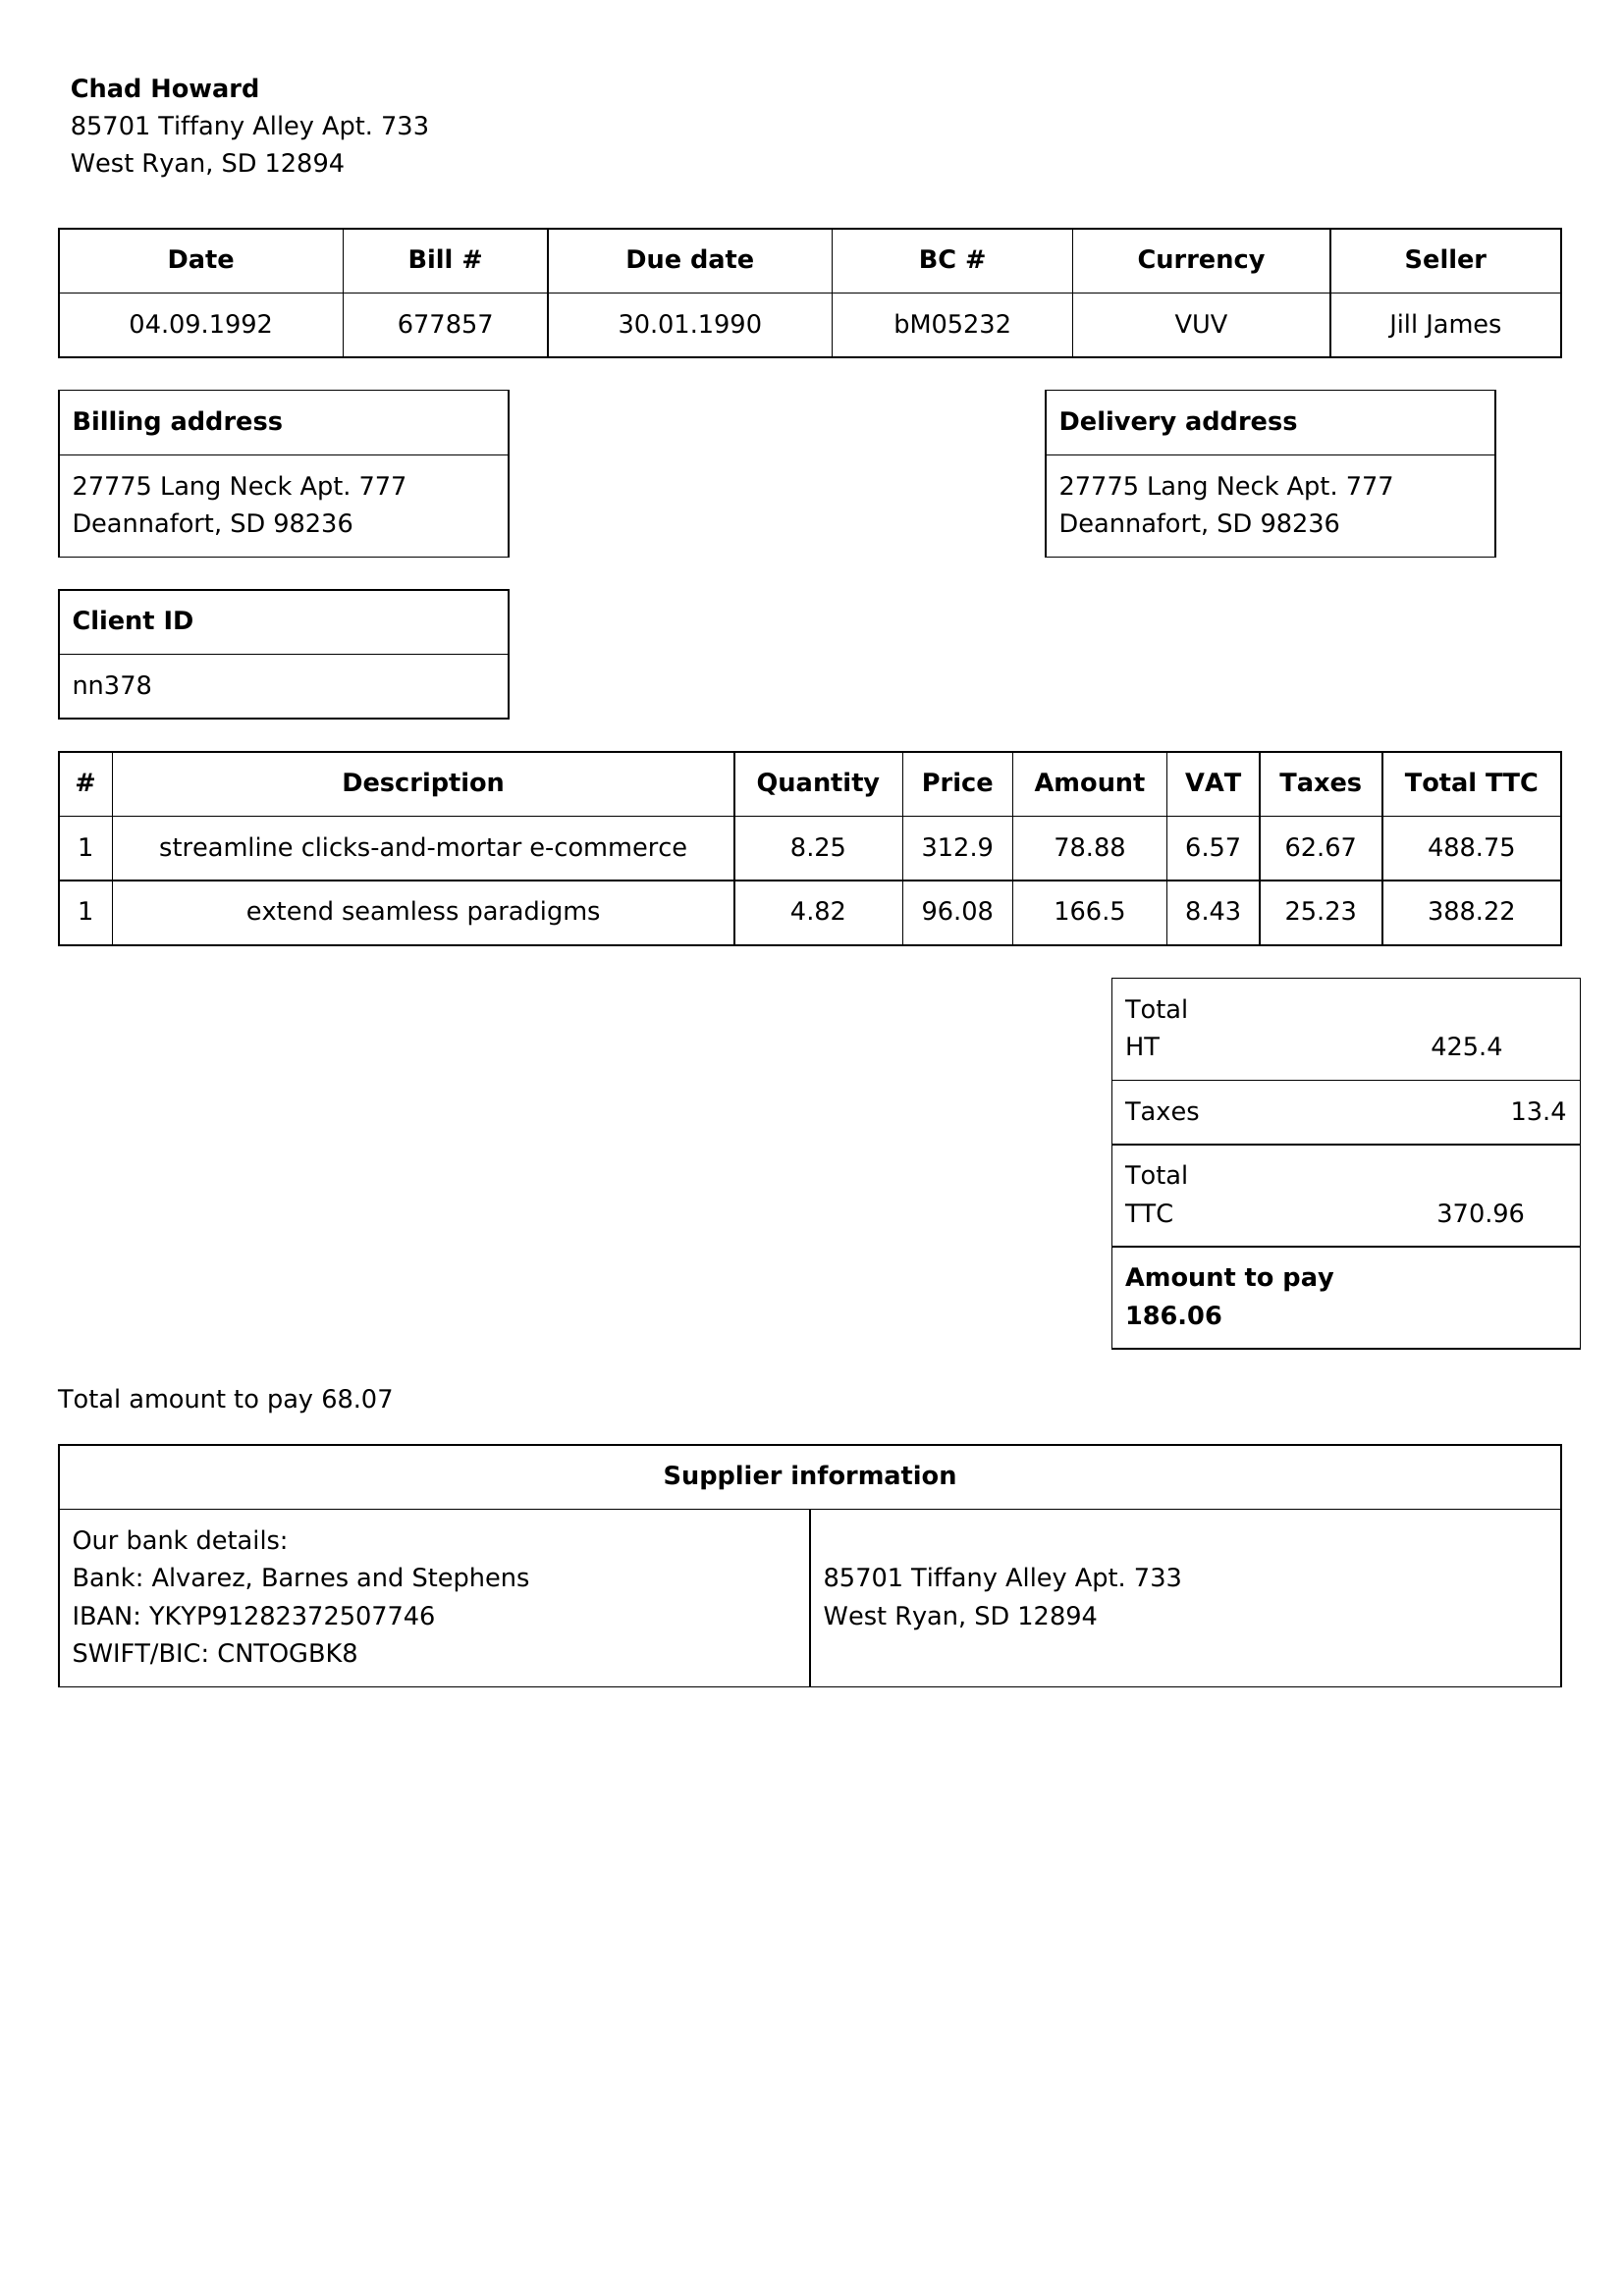 Chad Howard
85701 Tiffany Alley Apt. 733
West Ryan, SD 12894
Date Bill # Due date BC # Currency Seller
04.09.1992 677857 30.01.1990 bM05232 VUV Jill James
Billing address
27775 Lang Neck Apt. 777
Deannafort, SD 98236
Delivery address
27775 Lang Neck Apt. 777
Deannafort, SD 98236
Client ID
nn378
# Description Quantity Price Amount VAT Taxes Total TTC
1 streamline clicks-and-mortar e-commerce 8.25 312.9 78.88 6.57 62.67 488.75
1 extend seamless paradigms 4.82 96.08 166.5 8.43 25.23 388.22
Total
HT 425.4
Taxes 13.4
Total
TTC 370.96
Amount to pay
186.06
Total amount to pay 68.07
Supplier information
Our bank details:
Bank: Alvarez, Barnes and Stephens
IBAN: YKYP91282372507746
SWIFT/BIC: CNTOGBK8
85701 Tiffany Alley Apt. 733
West Ryan, SD 12894